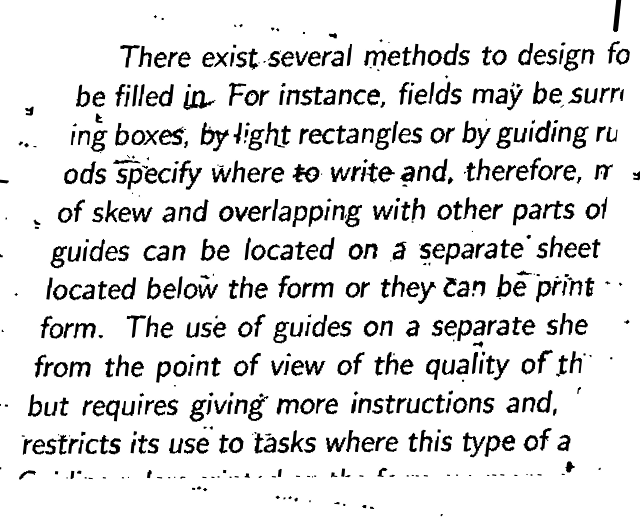 There exist several methods to design fo
be filled in. For instance, fields may be surr
ing boxes, by light rectangles or by guiding ru
ods specify where to write and, therefore, m
of skew and overlapping with other parts of
guides can be located on a separate sheet
located below the form or they can be print
form. The use of guides on a separate she
from the point of view of the quality of th
but requires giving more instructions and,
restricts its use to tasks where this type of a